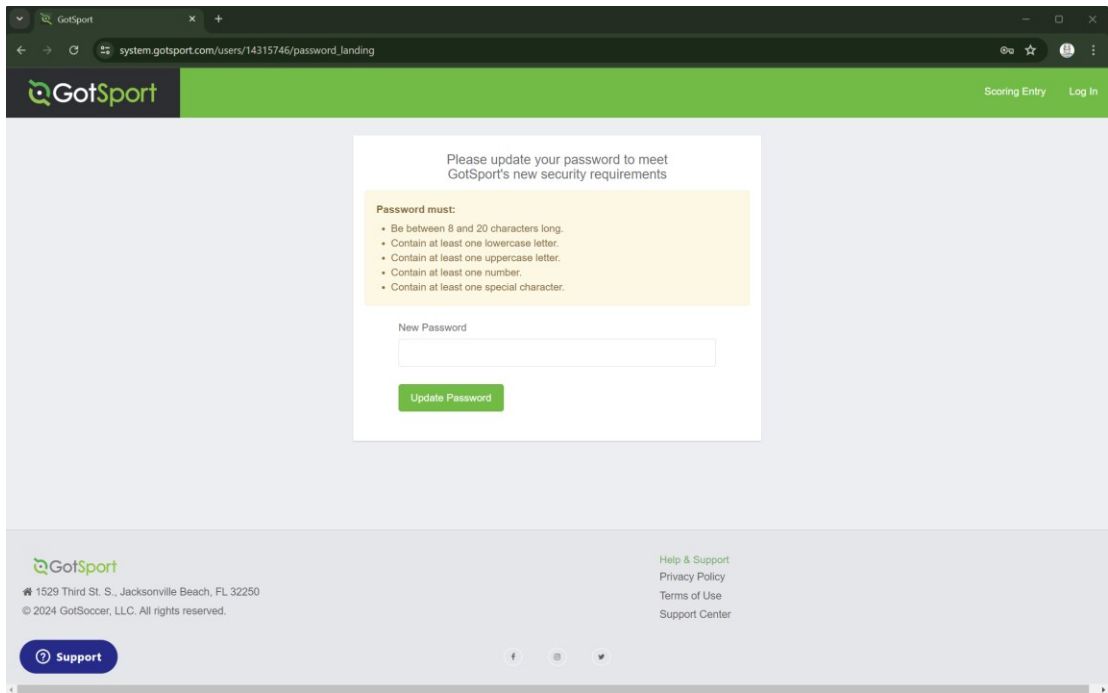 GotSport
system.gotsport.com/users/14315746/password_landing
GotSport
Scoring Entry
Log In
Please update your password to meet
GotSport's new security requirements
Password must:
• Be between 8 and 20 characters long.
• Contain at least one lowercase letter.
• Contain at least one uppercase letter.
• Contain at least one number.
• Contain at least one special character.
New Password
Update Password
GotSport
1529 Third St. S., Jacksonville Beach, FL 32250
© 2024 GotSoccer, LLC. All rights reserved.
Help & Support
Privacy Policy
Terms of Use
Support Center
Support